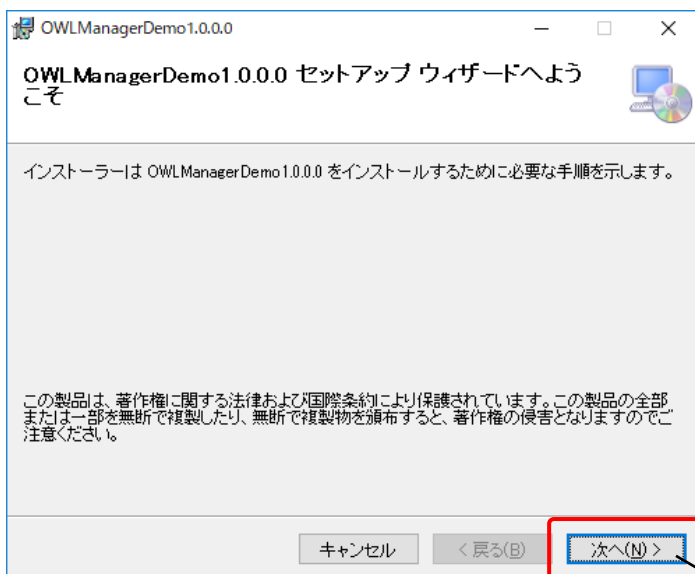 OWLManagerDemo1.0.0.0
OWLManagerDemo1.0.0.0 セットアップ ウィザードへよう
こそ
インストーラーは OWLManagerDemo1.0.0.0 をインストールするために必要な手順を示します。
この製品は、著作権に関する法律および国際条約により保護されています。この製品の全部
または一部を無断で複製したり、無断で複製物を頒布すると、著作権の侵害となりますのでご
注意ください。
キャンセル
< 戻る(B)
次へ(N) >